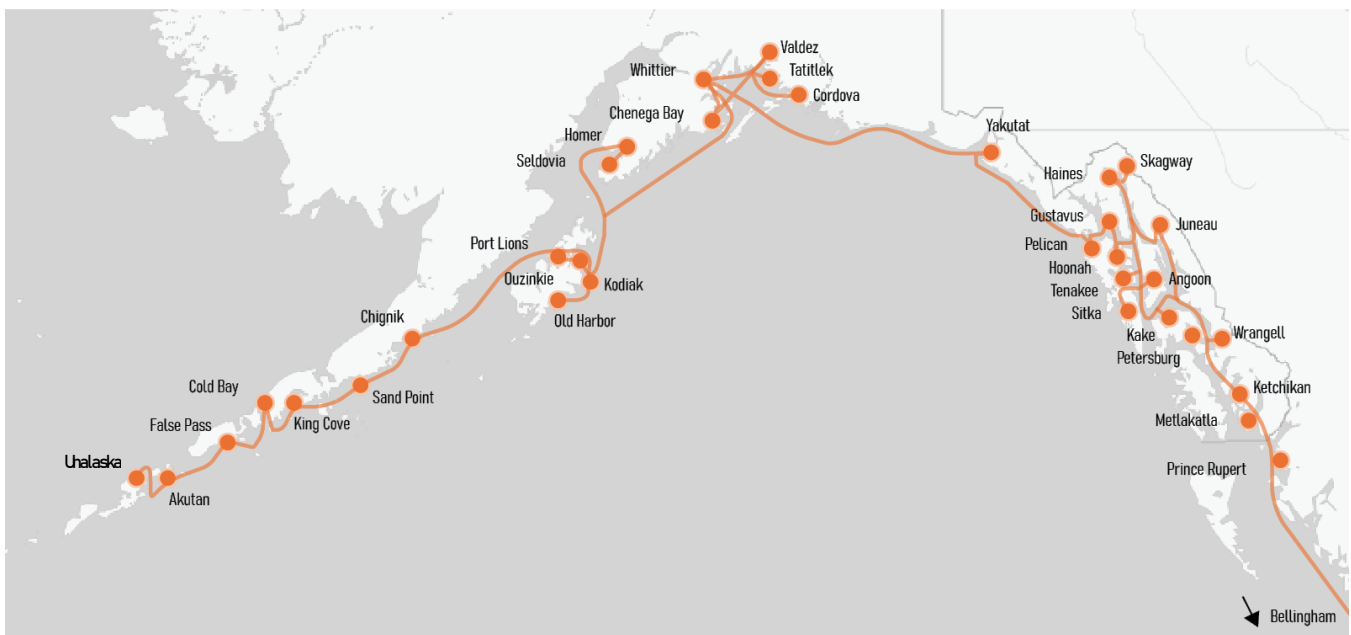 Valdez
Whittier
Tatitlek
Cordova
Chenega Bay
Homer
Yakutat
Seldovia
Skagway
Haines
Gustavus
Juneau
Port Lions
Pelican
Hoonah
Ouzinkie
Kodiak
Angoon
Tenakee
Old Harbor
Sitka
Chignik
Kake
Wrangell
Petersburg
Cold Bay
Ketchikan
Sand Point
Metlakatla
False Pass
King Cove
Uhalaska
Prince Rupert
Akutan
Bellingham